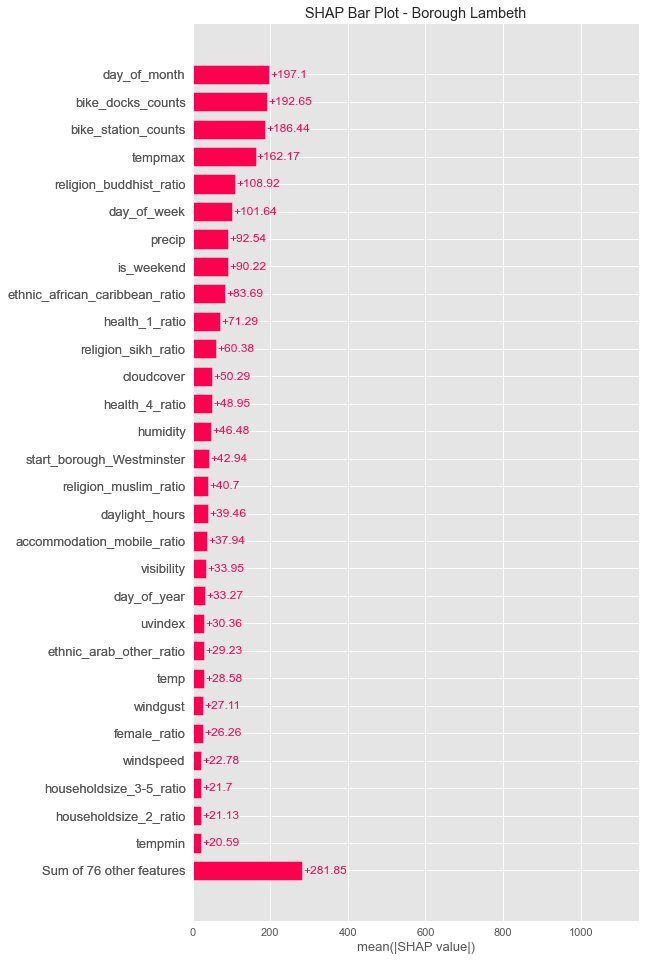 SHAP Bar Plot - Borough Lambeth
day_of_month +197.1
bike_docks_counts +192.65
bike_station_counts +186.44
tempmax +162.17
religion_buddhist_ratio +108.92
day_of_week +101.64
precip +92.54
is_weekend +90.22
ethnic_african_caribbean_ratio +83.69
health_1_ratio +71.29
religion_sikh_ratio +60.38
cloudcover +50.29
health_4_ratio +48.95
humidity +46.48
start_borough_Westminster +42.94
religion_muslim_ratio +40.7
daylight_hours +39.46
accommodation_mobile_ratio +37.94
visibility +33.95
day_of_year +33.27
uvindex +30.36
ethnic_arab_other_ratio +29.23
temp +28.58
windgust +27.11
female_ratio +26.26
windspeed +22.78
householdsize_3-5_ratio +21.7
householdsize_2_ratio +21.13
tempmin +20.59
Sum of 76 other features +281.85
0 200 400 600 800 1000
mean(|SHAP value|)